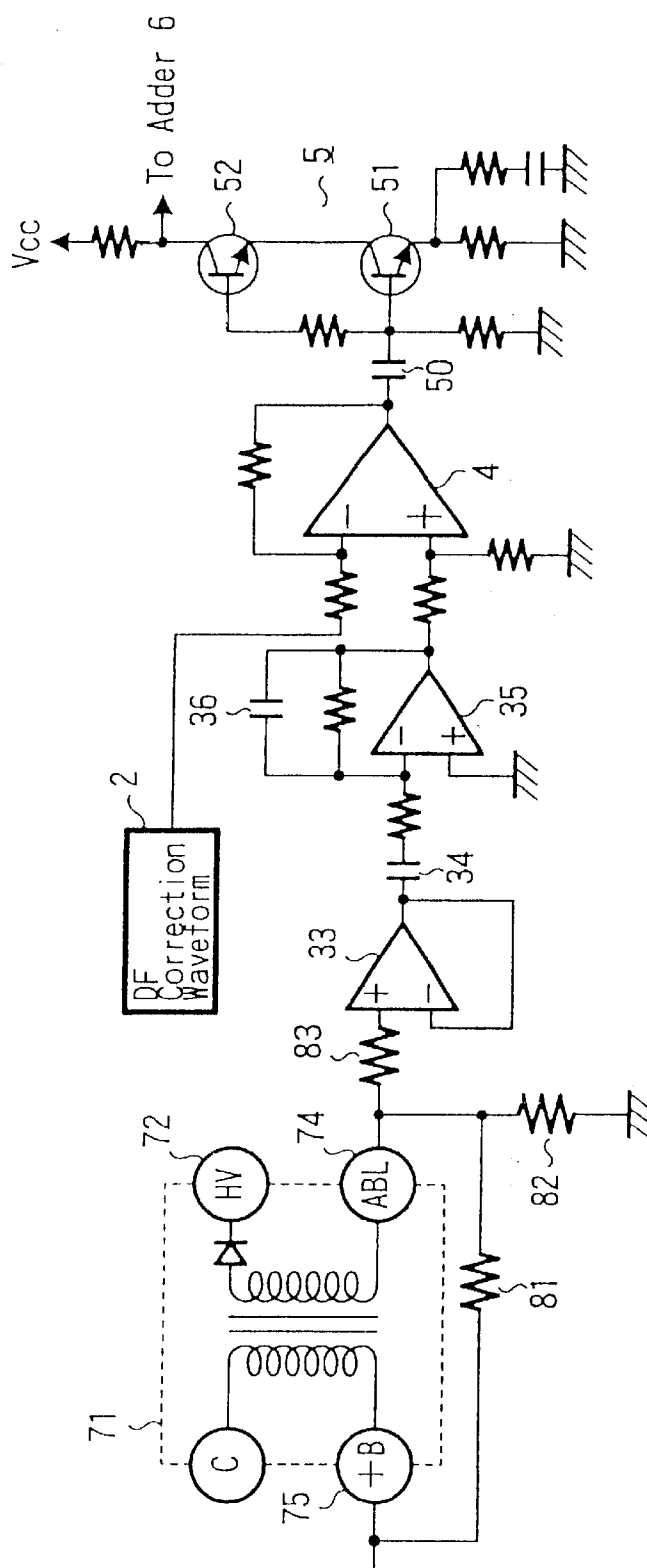 Vcc
To Adder 6
52
5
51
50
4
36
35
2
DF
Correction
Waveform
34
33
83
72
HV
74
ABL
82
81
71
C
75
+B
+
−
+
−
+
−